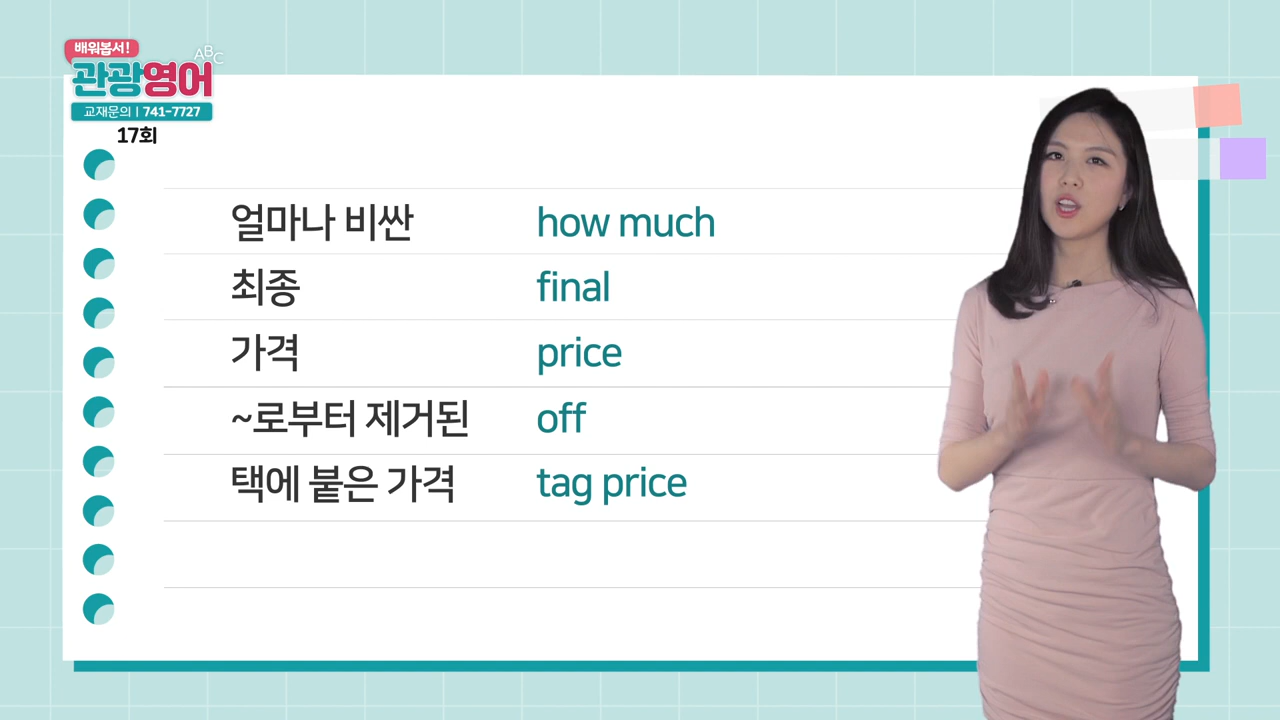 배워봅서!
ABC
관광영어
교재문의 | 741-7727
17회
얼마나 비싼 how much
최종 final
가격 price
~로부터 제거된 off
택에 붙은 가격 tag price